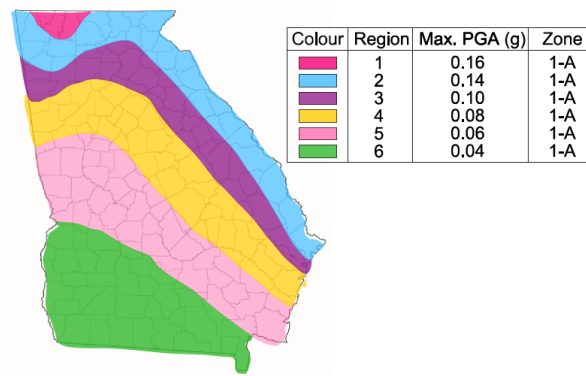 Colour Region Max. PGA (g) Zone
1 0.16 1-A
2 0.14 1-A
3 0.10 1-A
4 0.08 1-A
5 0.06 1-A
6 0.04 1-A